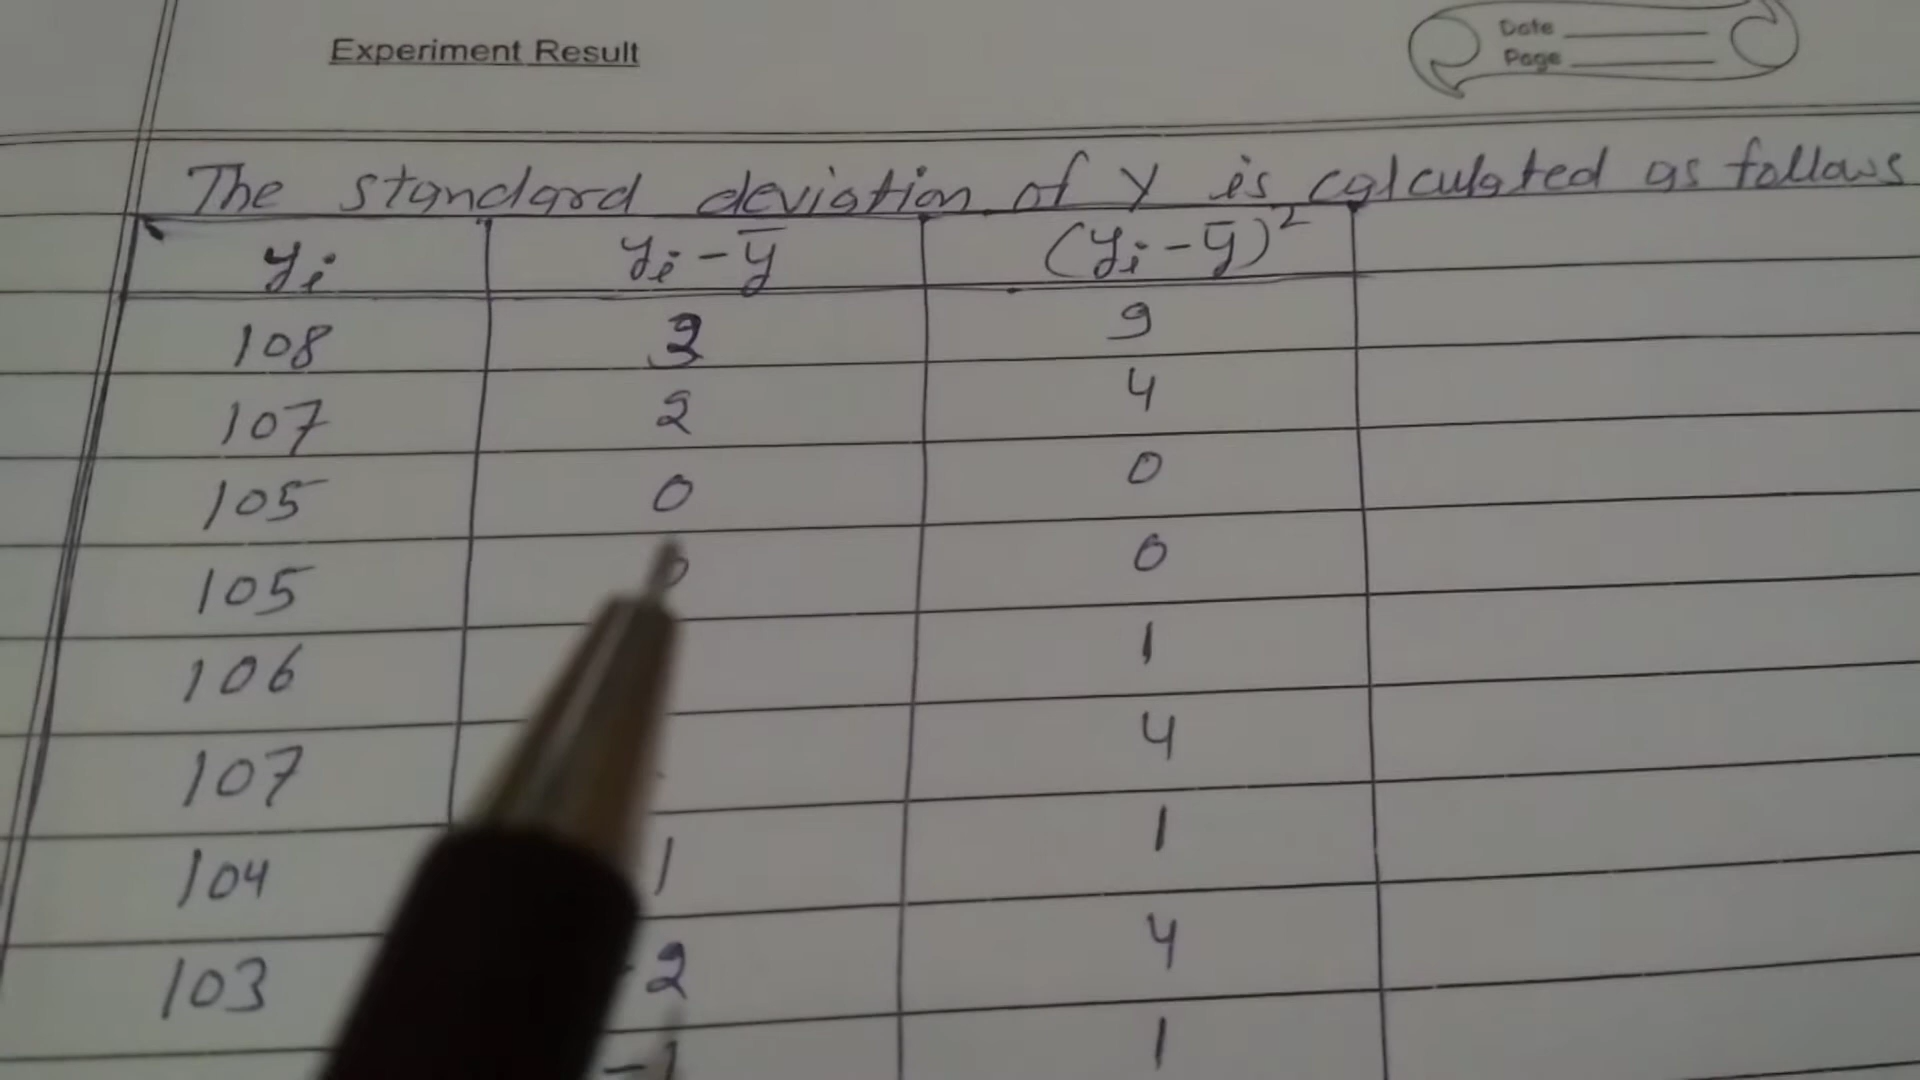 Experiment Result
Date
Page
The standard deviation of Y is calculated as follows
yi yi - ȳ (yi - ȳ)²
108 3 9
107 2 4
105 0 0
105 0
106 1
107 4
104 1 1
103 -2 4
-1 1